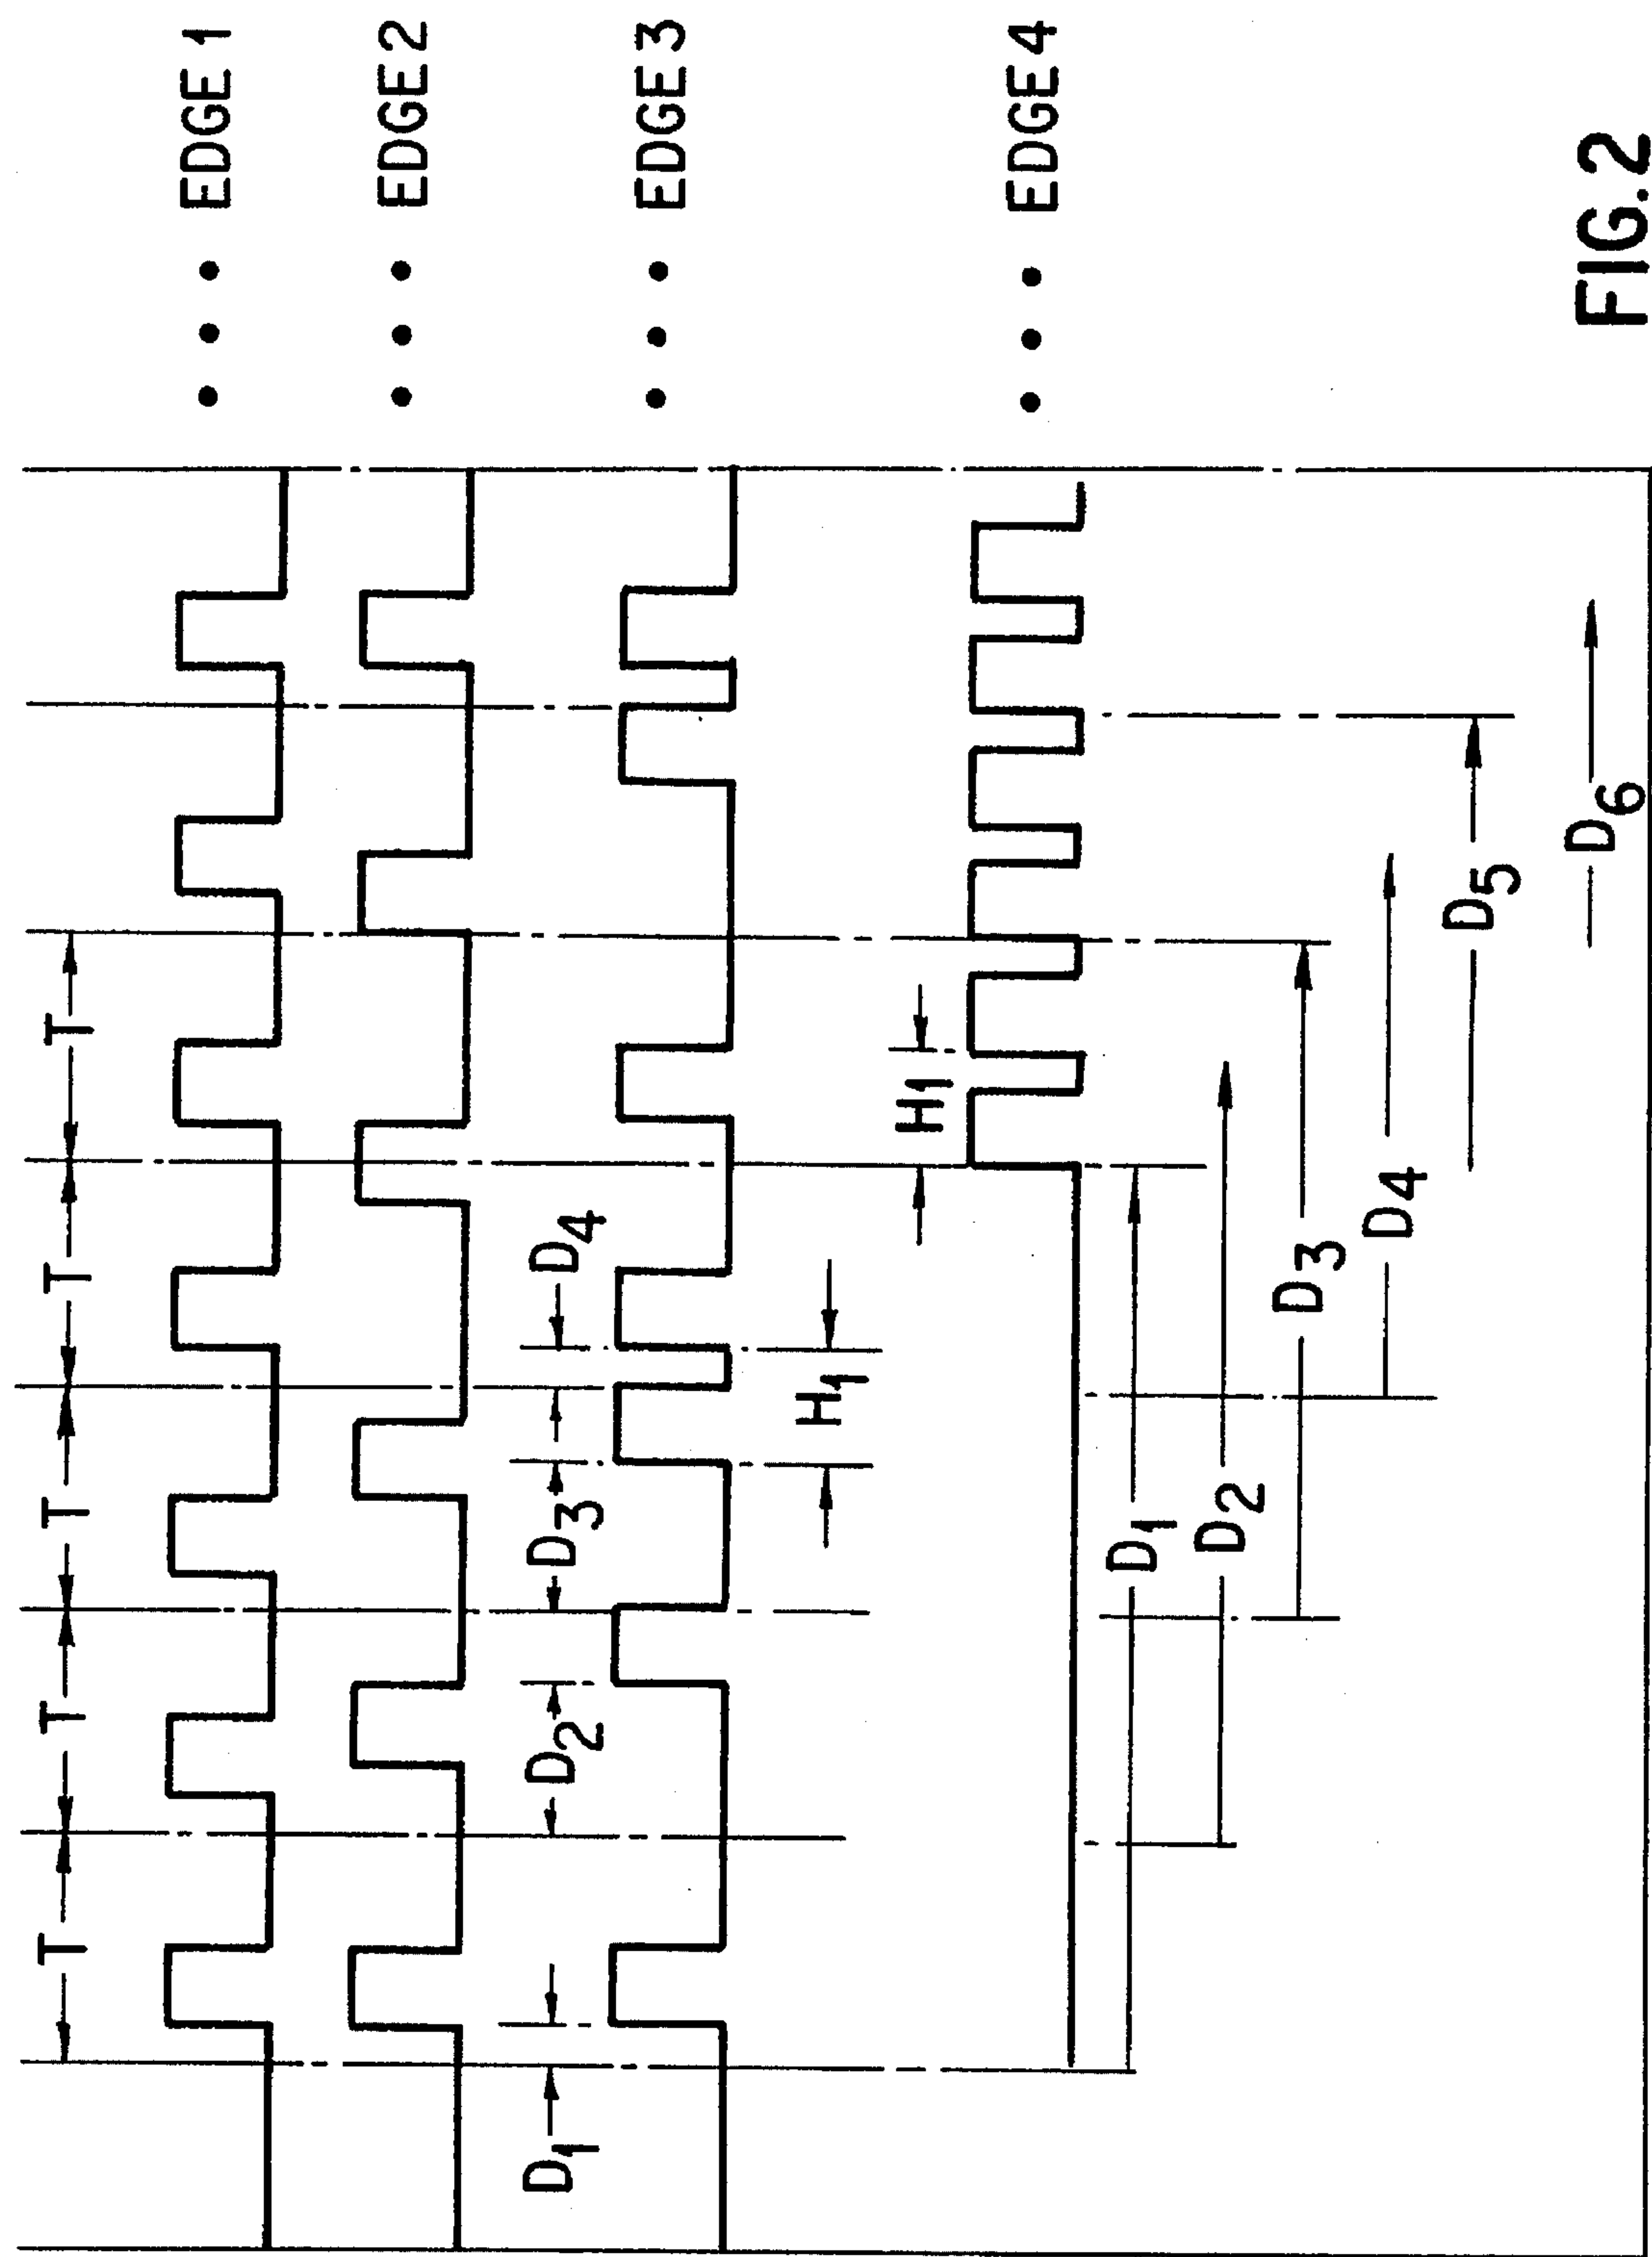 T T T T T
EDGE 1
EDGE 2
D1 D2 D3 D4
EDGE 3
H1
H1
EDGE 4
D1
D2
D3
D4
D5
D6
FIG.2